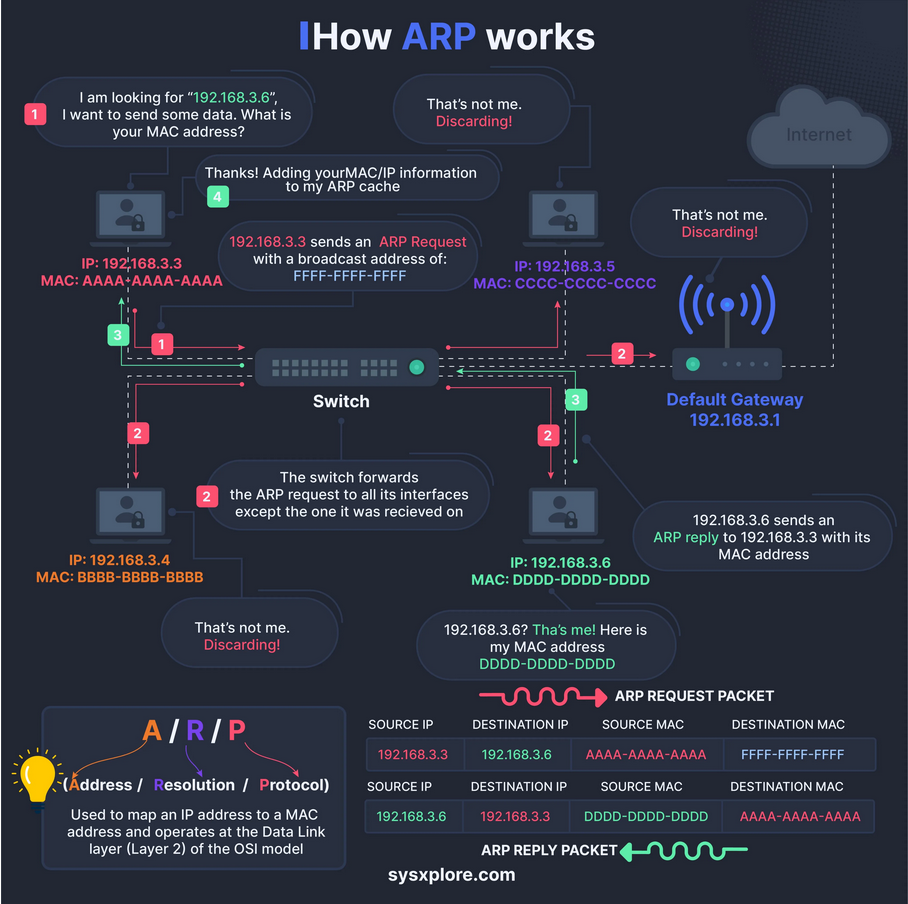 How ARP works
1
I am looking for “192.168.3.6”,
I want to send some data. What is
your MAC address?
That's not me.
Discarding!
Internet
Thanks! Adding yourMAC/IP information
to my ARP cache
4
That's not me.
Discarding!
192.168.3.3 sends an ARP Request
with a broadcast address of:
FFFF-FFFF-FFFF
IP: 192.168.3.3
MAC: AAAA-AAAA-AAAA
IP: 192.168.3.5
MAC: CCCC-CCCC-CCCC
3
1
2
Switch
Default Gateway
192.168.3.1
3
2
2
2
The switch forwards
the ARP request to all its interfaces
except the one it was recieved on
192.168.3.6 sends an
ARP reply to 192.168.3.3 with its
MAC address
IP: 192.168.3.4
MAC: BBBB-BBBB-BBBB
IP: 192.168.3.6
MAC: DDDD-DDDD-DDDD
That's not me.
Discarding!
192.168.3.6? Tha's me! Here is
my MAC address
DDDD-DDDD-DDDD
A / R / P
(Address / Resolution / Protocol)
Used to map an IP address to a MAC
address and operates at the Data Link
layer (Layer 2) of the OSI model
ARP REQUEST PACKET
SOURCE IP DESTINATION IP SOURCE MAC DESTINATION MAC
192.168.3.3 192.168.3.6 AAAA-AAAA-AAAA FFFF-FFFF-FFFF
SOURCE IP DESTINATION IP SOURCE MAC DESTINATION MAC
192.168.3.6 192.168.3.3 DDDD-DDDD-DDDD AAAA-AAAA-AAAA
ARP REPLY PACKET
sysxplore.com